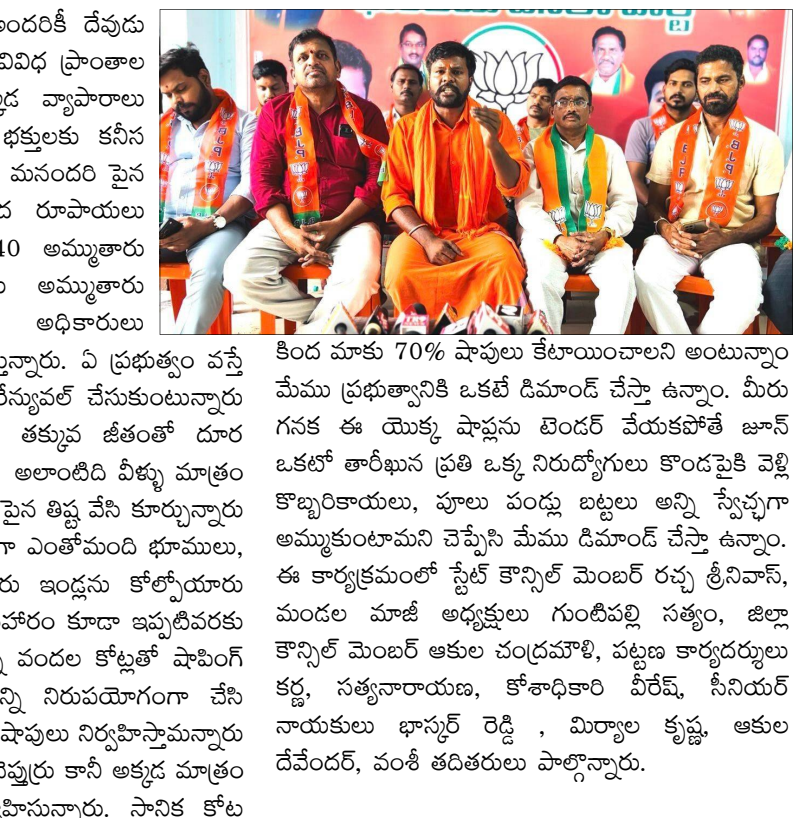 అందరికీ దేవుడు
వివిధ ప్రాంతాల
వ్యాపారాలు
భక్తులకు కనీస
మనందరి పైన
రూపాయలు
40 అమ్ముతారు
అమ్ముతారు
అధికారులు
ఏ ప్రభుత్వం వస్తే
చేసుకుంటున్నారు
తక్కువ జీతంతో దూర
అలాంటిది వీళ్ళు మాత్రం
పైన తిష్ట వేసి కూర్చున్నారు
ఎంతోమంది భూములు,
ఇండ్లను కోల్పోయారు
కూడా ఇప్పటివరకు
వందల కోట్లతో షాపింగ్
నిరుపయోగంగా చేసి
షాపులు నిర్వహిస్తామన్నారు
కానీ అక్కడ మాత్రం
కింద మాకు 70% షాపులు కేటాయించాలని అంటున్నాం
మేము ప్రభుత్వానికి ఒకటే డిమాండ్ చేస్తా ఉన్నాం. మీరు
గనక ఈ యొక్క షాప్లను టెండర్ వేయకపోతే జూన్
ఒకటో తారీఖున ప్రతి ఒక్క నిరుద్యోగులు కొండపైకి వెళ్లి
కొబ్బరికాయలు, పూలు పండ్లు బట్టలు అన్ని స్వేచ్ఛగా
అమ్ముకుంటామని చెప్పేసి మేము డిమాండ్ చేస్తా ఉన్నాం.
ఈ కార్యక్రమంలో స్టేట్ కౌన్సిల్ మెంబర్ రచ్చ శ్రీనివాస్,
మండల మాజీ అధ్యక్షులు గుంటిపల్లి సత్యం, జిల్లా
కౌన్సిల్ మెంబర్ ఆకుల చంద్రమౌళి, పట్టణ కార్యదర్శులు
కర్ణ, సత్యనారాయణ, కోశాధికారి వీరేష్, సీనియర్
నాయకులు భాస్కర్ రెడ్డి , మిర్యాల కృష్ణ, ఆకుల
దేవేందర్, వంశీ తదితరులు పాల్గొన్నారు.